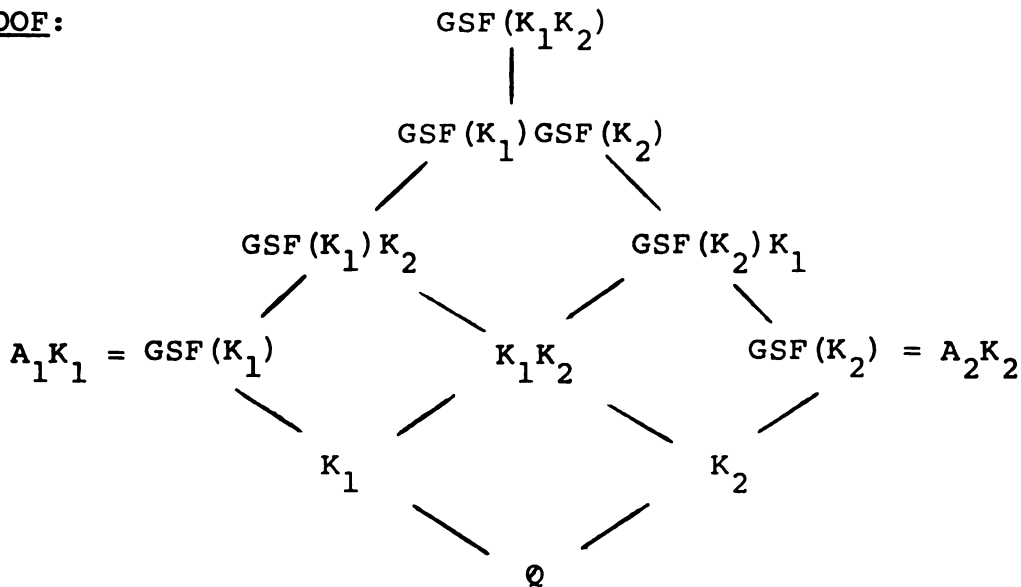 OOF:
GSF(K₁K₂)
GSF(K₁)GSF(K₂)
GSF(K₁)K₂ GSF(K₂)K₁
A₁K₁ = GSF(K₁) K₁K₂ GSF(K₂) = A₂K₂
K₁ K₂
Q